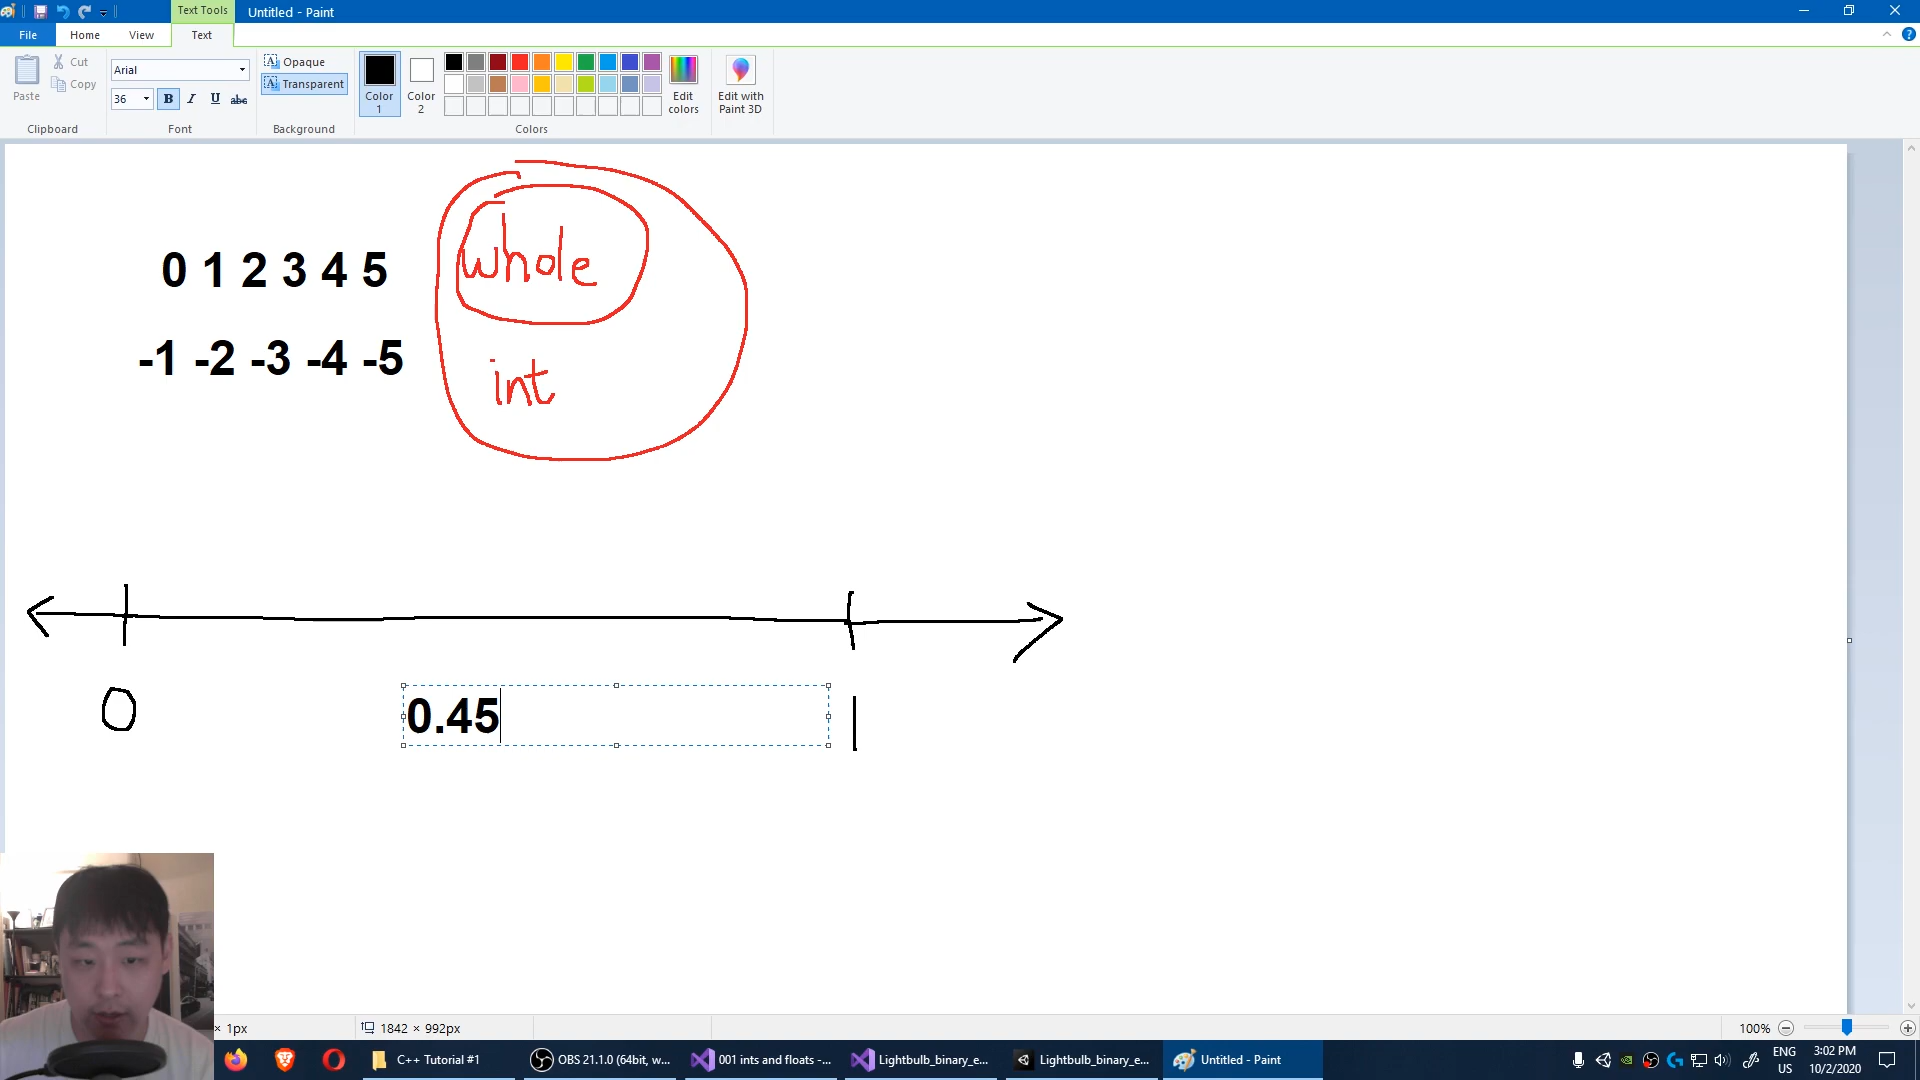 Text Tools
Untitled - Paint
File Home View Text
Paste
Cut
Copy
Clipboard
Arial
36 B I U abc
Font
Opaque
Transparent
Background
Color 1
Color 2
Edit colors
Colors
Edit with Paint 3D
whole
0 1 2 3 4 5
-1 -2 -3 -4 -5
int
0
0.45
1
× 1px
1842 × 992px
100%
C++ Tutorial #1
OBS 21.1.0 (64bit, w...
001 ints and floats -...
Lightbulb_binary_e...
Lightbulb_binary_e...
Untitled - Paint
ENG
US
3:02 PM
10/2/2020